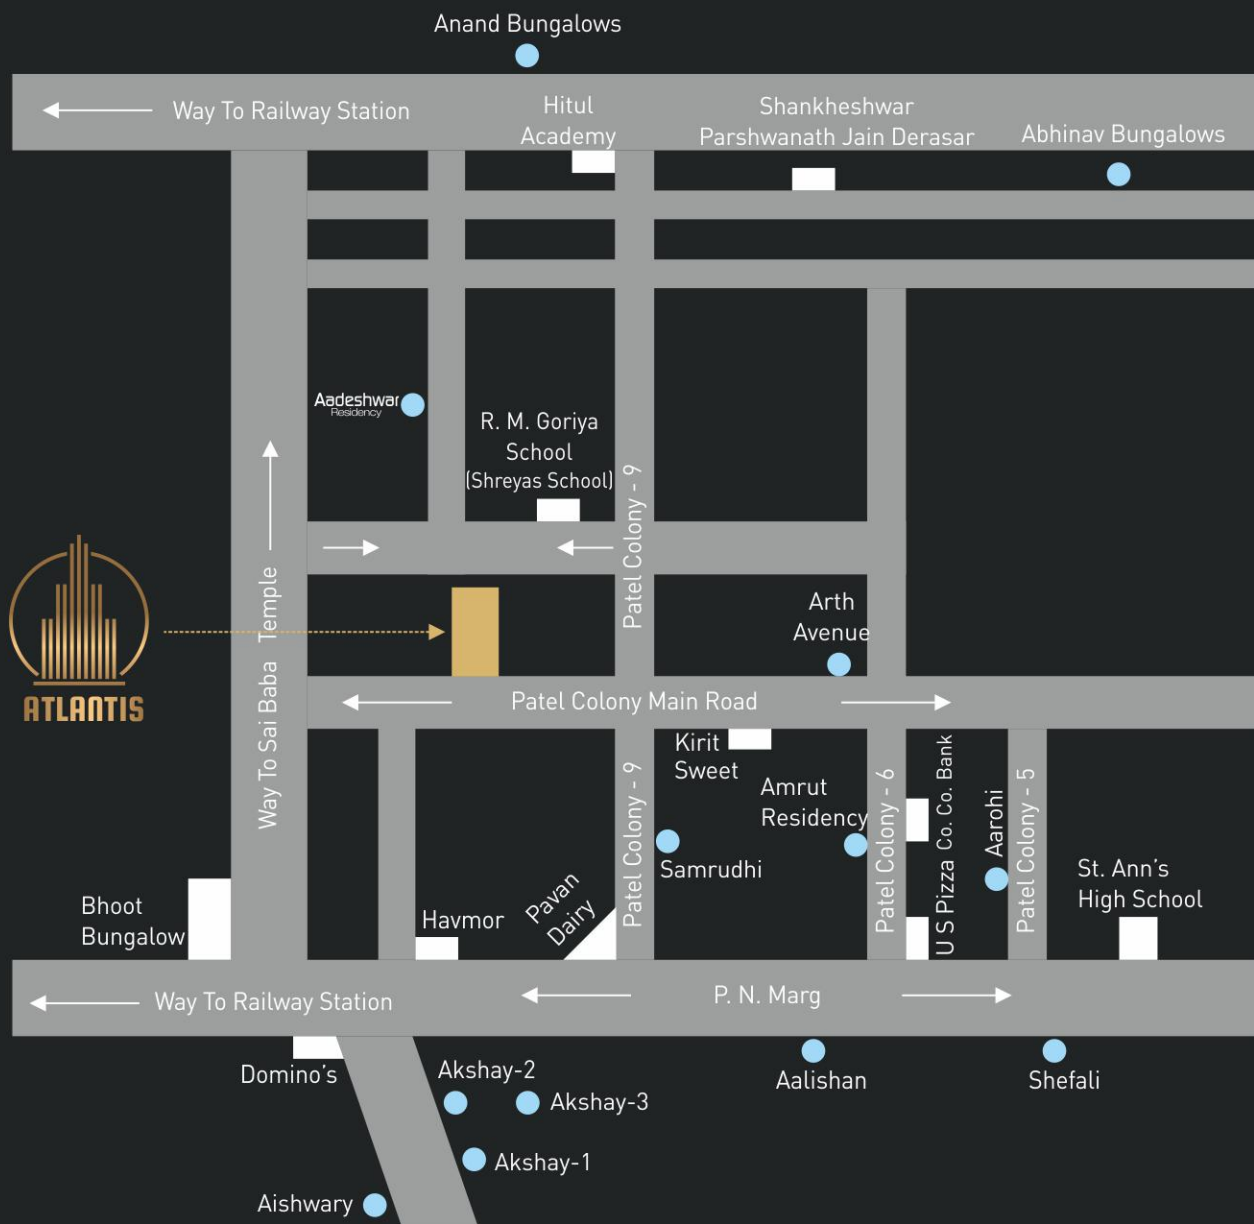 Anand Bungalows
Way To Railway Station
Hitul
Academy
Shankheshwar
Parshwanath Jain Derasar
Abhinav Bungalows
Aadeshwar
Residency
R. M. Goriya
School
(Shreyas School)
Patel Colony - 9
Way To Sai Baba Temple
ATLANTIS
Arth
Avenue
Patel Colony Main Road
Kirit
Sweet
Amrut
Residency
Samrudhi
Patel Colony - 9
Patel Colony - 6
Co. Co. Bank
U S Pizza
Aarohi
Patel Colony - 5
St. Ann's
High School
Bhoot
Bungalow
Havmor
Pavan
Dairy
Way To Railway Station
P. N. Marg
Domino's
Akshay-2
Akshay-3
Akshay-1
Aishwary
Aalishan
Shefali